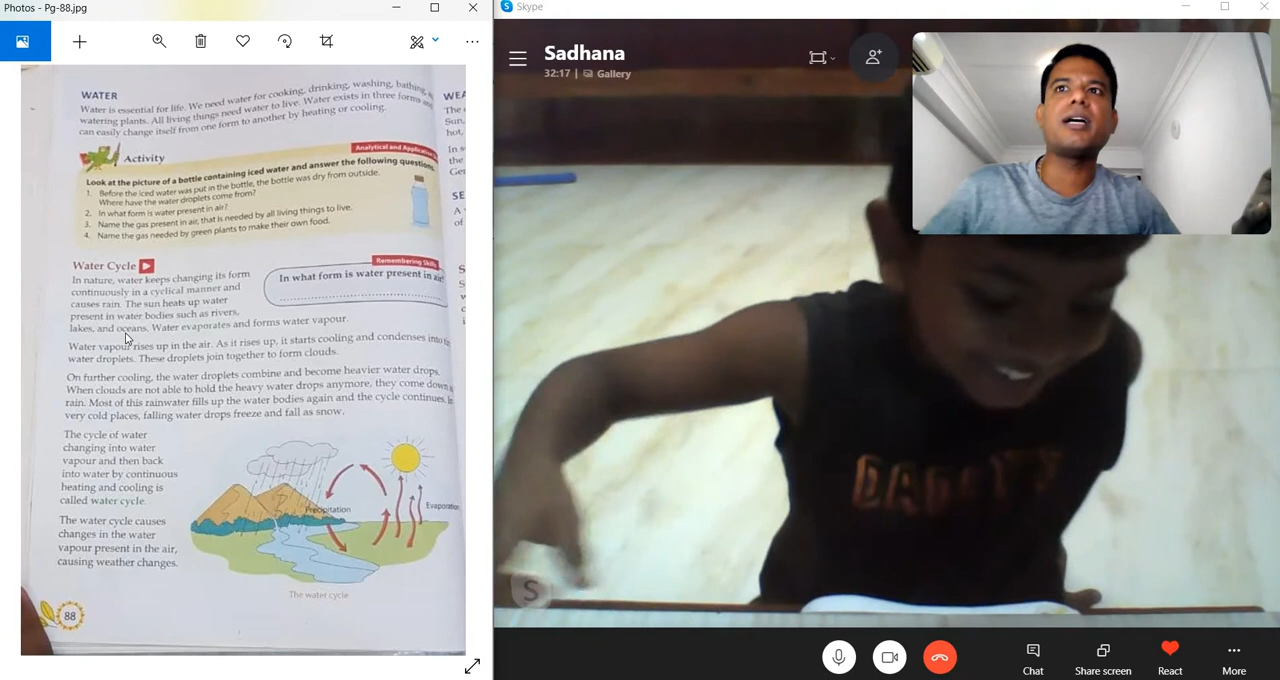 Photos - Pg-88.jpg
WATER
Water is essential for life. We need water for cooking, drinking, washing, bathing,
watering plants. All living things need water to live. Water exists in three forms and
can easily change itself from one form to another by heating or cooling.
Analytical and
Activity
Look at the picture of a bottle containing iced water and answer the following questions.
1. Before the iced water was put in the bottle, the bottle was dry from outside.
Where have the water droplets come from?
2. In what form is water present in air?
3. Name the gas present in air, that is needed by all living things to live.
4. Name the gas needed by green plants to make their own food.
Water Cycle
Remembering Skills
In what form is water present in air?
In nature, water keeps changing its form
continuously in a cyclical manner and
causes rain. The sun heats up water
present in water bodies such as rivers,
lakes, and oceans. Water evaporates and forms water vapour.
Water vapour rises up in the air. As it rises up, it starts cooling and condenses into
water droplets. These droplets join together to form clouds.
On further cooling, the water droplets combine and become heavier water drops.
When clouds are not able to hold the heavy water drops anymore, they come down
rain. Most of this rainwater fills up the water bodies again and the cycle continues. In
very cold places, falling water drops freeze and fall as snow.
The cycle of water
changing into water
vapour and then back
into water by continuous
heating and cooling is
called water cycle.
The water cycle causes
changes in the water
vapour present in the air,
causing weather changes.
Precipitation
Evaporation
The water cycle
88
WEA
The
Sun,
hot,
In s
the
Ger
SE
A
of
Skype
Sadhana
32:17 | Gallery
S
Chat
Share screen
React
More